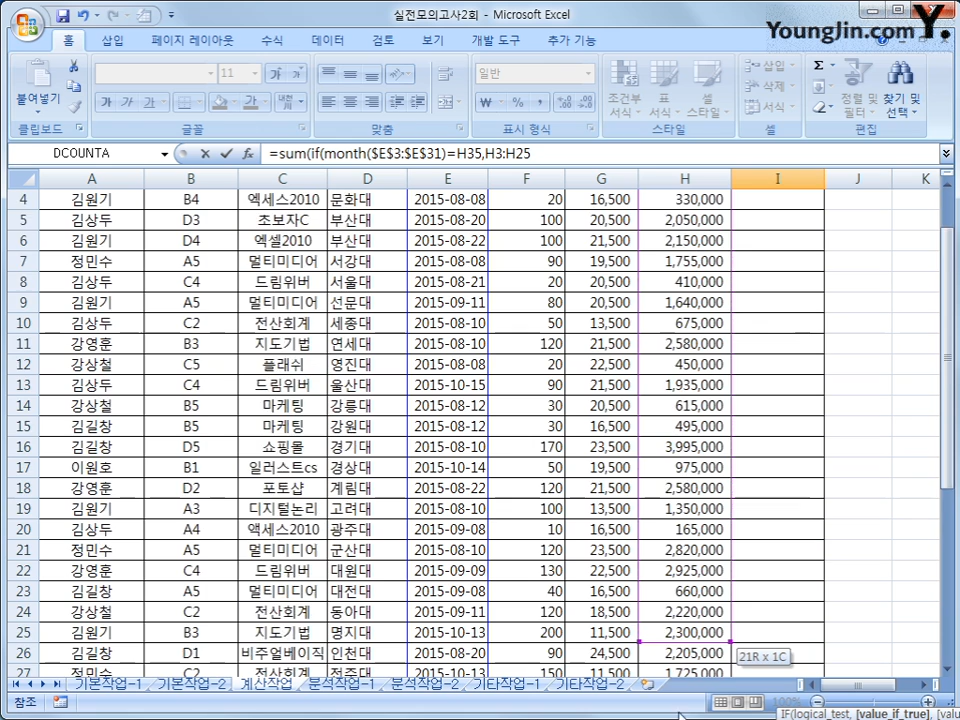 실전모의고사2회 - Microsoft Excel
YoungJin.com Y.
홈 삽입 페이지 레이아웃 수식 데이터 검토 보기 개발 도구 추가 기능
붙여넣기 클립보드 글꼴 맞춤 표시 형식 스타일 셀 편집
11 일반 조건부 서식 표 서식 셀 스타일 삽입 삭제 서식 정렬 및 필터 찾기 및 선택
DCOUNTA =sum(if(month($E$3:$E$31)=H35,H3:H25
A B C D E F G H I J K
4 김원기 B4 엑세스2010 문화대 2015-08-08 20 16,500 330,000
5 김상두 D3 초보자C 부산대 2015-08-20 100 20,500 2,050,000
6 김원기 D4 엑셀2010 부산대 2015-08-22 100 21,500 2,150,000
7 정민수 A5 멀티미디어 서강대 2015-08-08 90 19,500 1,755,000
8 김상두 C4 드림위버 서울대 2015-08-21 20 20,500 410,000
9 김원기 A5 멀티미디어 선문대 2015-09-11 80 20,500 1,640,000
10 김상두 C2 전산회계 세종대 2015-08-10 50 13,500 675,000
11 강영훈 B3 지도기법 연세대 2015-08-10 120 21,500 2,580,000
12 강상철 C5 플래쉬 영진대 2015-08-08 20 22,500 450,000
13 김상두 C4 드림위버 울산대 2015-10-15 90 21,500 1,935,000
14 강상철 B5 마케팅 강릉대 2015-08-12 30 20,500 615,000
15 김길창 B5 마케팅 강원대 2015-08-12 30 16,500 495,000
16 김길창 D5 쇼핑몰 경기대 2015-08-10 170 23,500 3,995,000
17 이원호 B1 일러스트cs 경상대 2015-10-14 50 19,500 975,000
18 강영훈 D2 포토샵 계림대 2015-08-22 120 21,500 2,580,000
19 김원기 A3 디지털논리 고려대 2015-08-10 100 13,500 1,350,000
20 김상두 A4 액세스2010 광주대 2015-09-08 10 16,500 165,000
21 정민수 A5 멀티미디어 군산대 2015-08-10 120 23,500 2,820,000
22 강영훈 C4 드림위버 대원대 2015-09-09 130 22,500 2,925,000
23 김길창 A5 멀티미디어 대전대 2015-09-08 40 16,500 660,000
24 강상철 C2 전산회계 동아대 2015-09-11 120 18,500 2,220,000
25 김원기 B3 지도기법 명지대 2015-10-13 200 11,500 2,300,000
26 김길창 D1 비주얼베이직 인천대 2015-08-20 90 24,500 2,205,000
27 정민수 C2 전산회계 전주대 2015-10-13 150 11,500 1,725,000
21R x 1C
기본작업-1 기본작업-2 계산작업 분석작업-1 분석작업-2 기타작업-1 기타작업-2
참조 100%
IF(logical_test, [value_if_true],